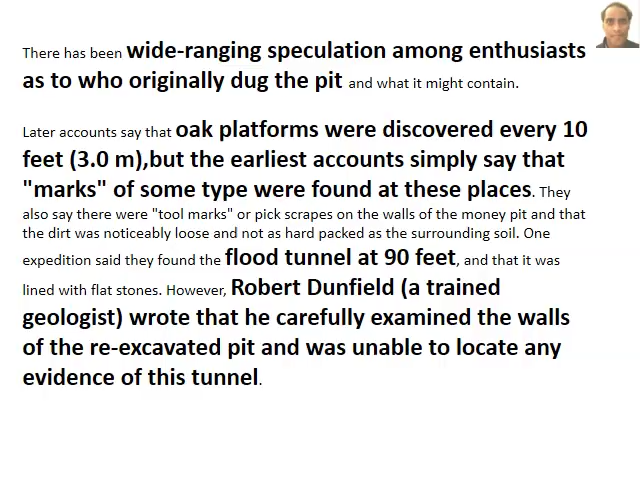 There has been wide-ranging speculation among enthusiasts
as to who originally dug the pit and what it might contain.
Later accounts say that oak platforms were discovered every 10
feet (3.0 m),but the earliest accounts simply say that
"marks" of some type were found at these places. They
also say there were "tool marks" or pick scrapes on the walls of the money pit and that
the dirt was noticeably loose and not as hard packed as the surrounding soil. One
expedition said they found the flood tunnel at 90 feet, and that it was
lined with flat stones. However, Robert Dunfield (a trained
geologist) wrote that he carefully examined the walls
of the re-excavated pit and was unable to locate any
evidence of this tunnel.